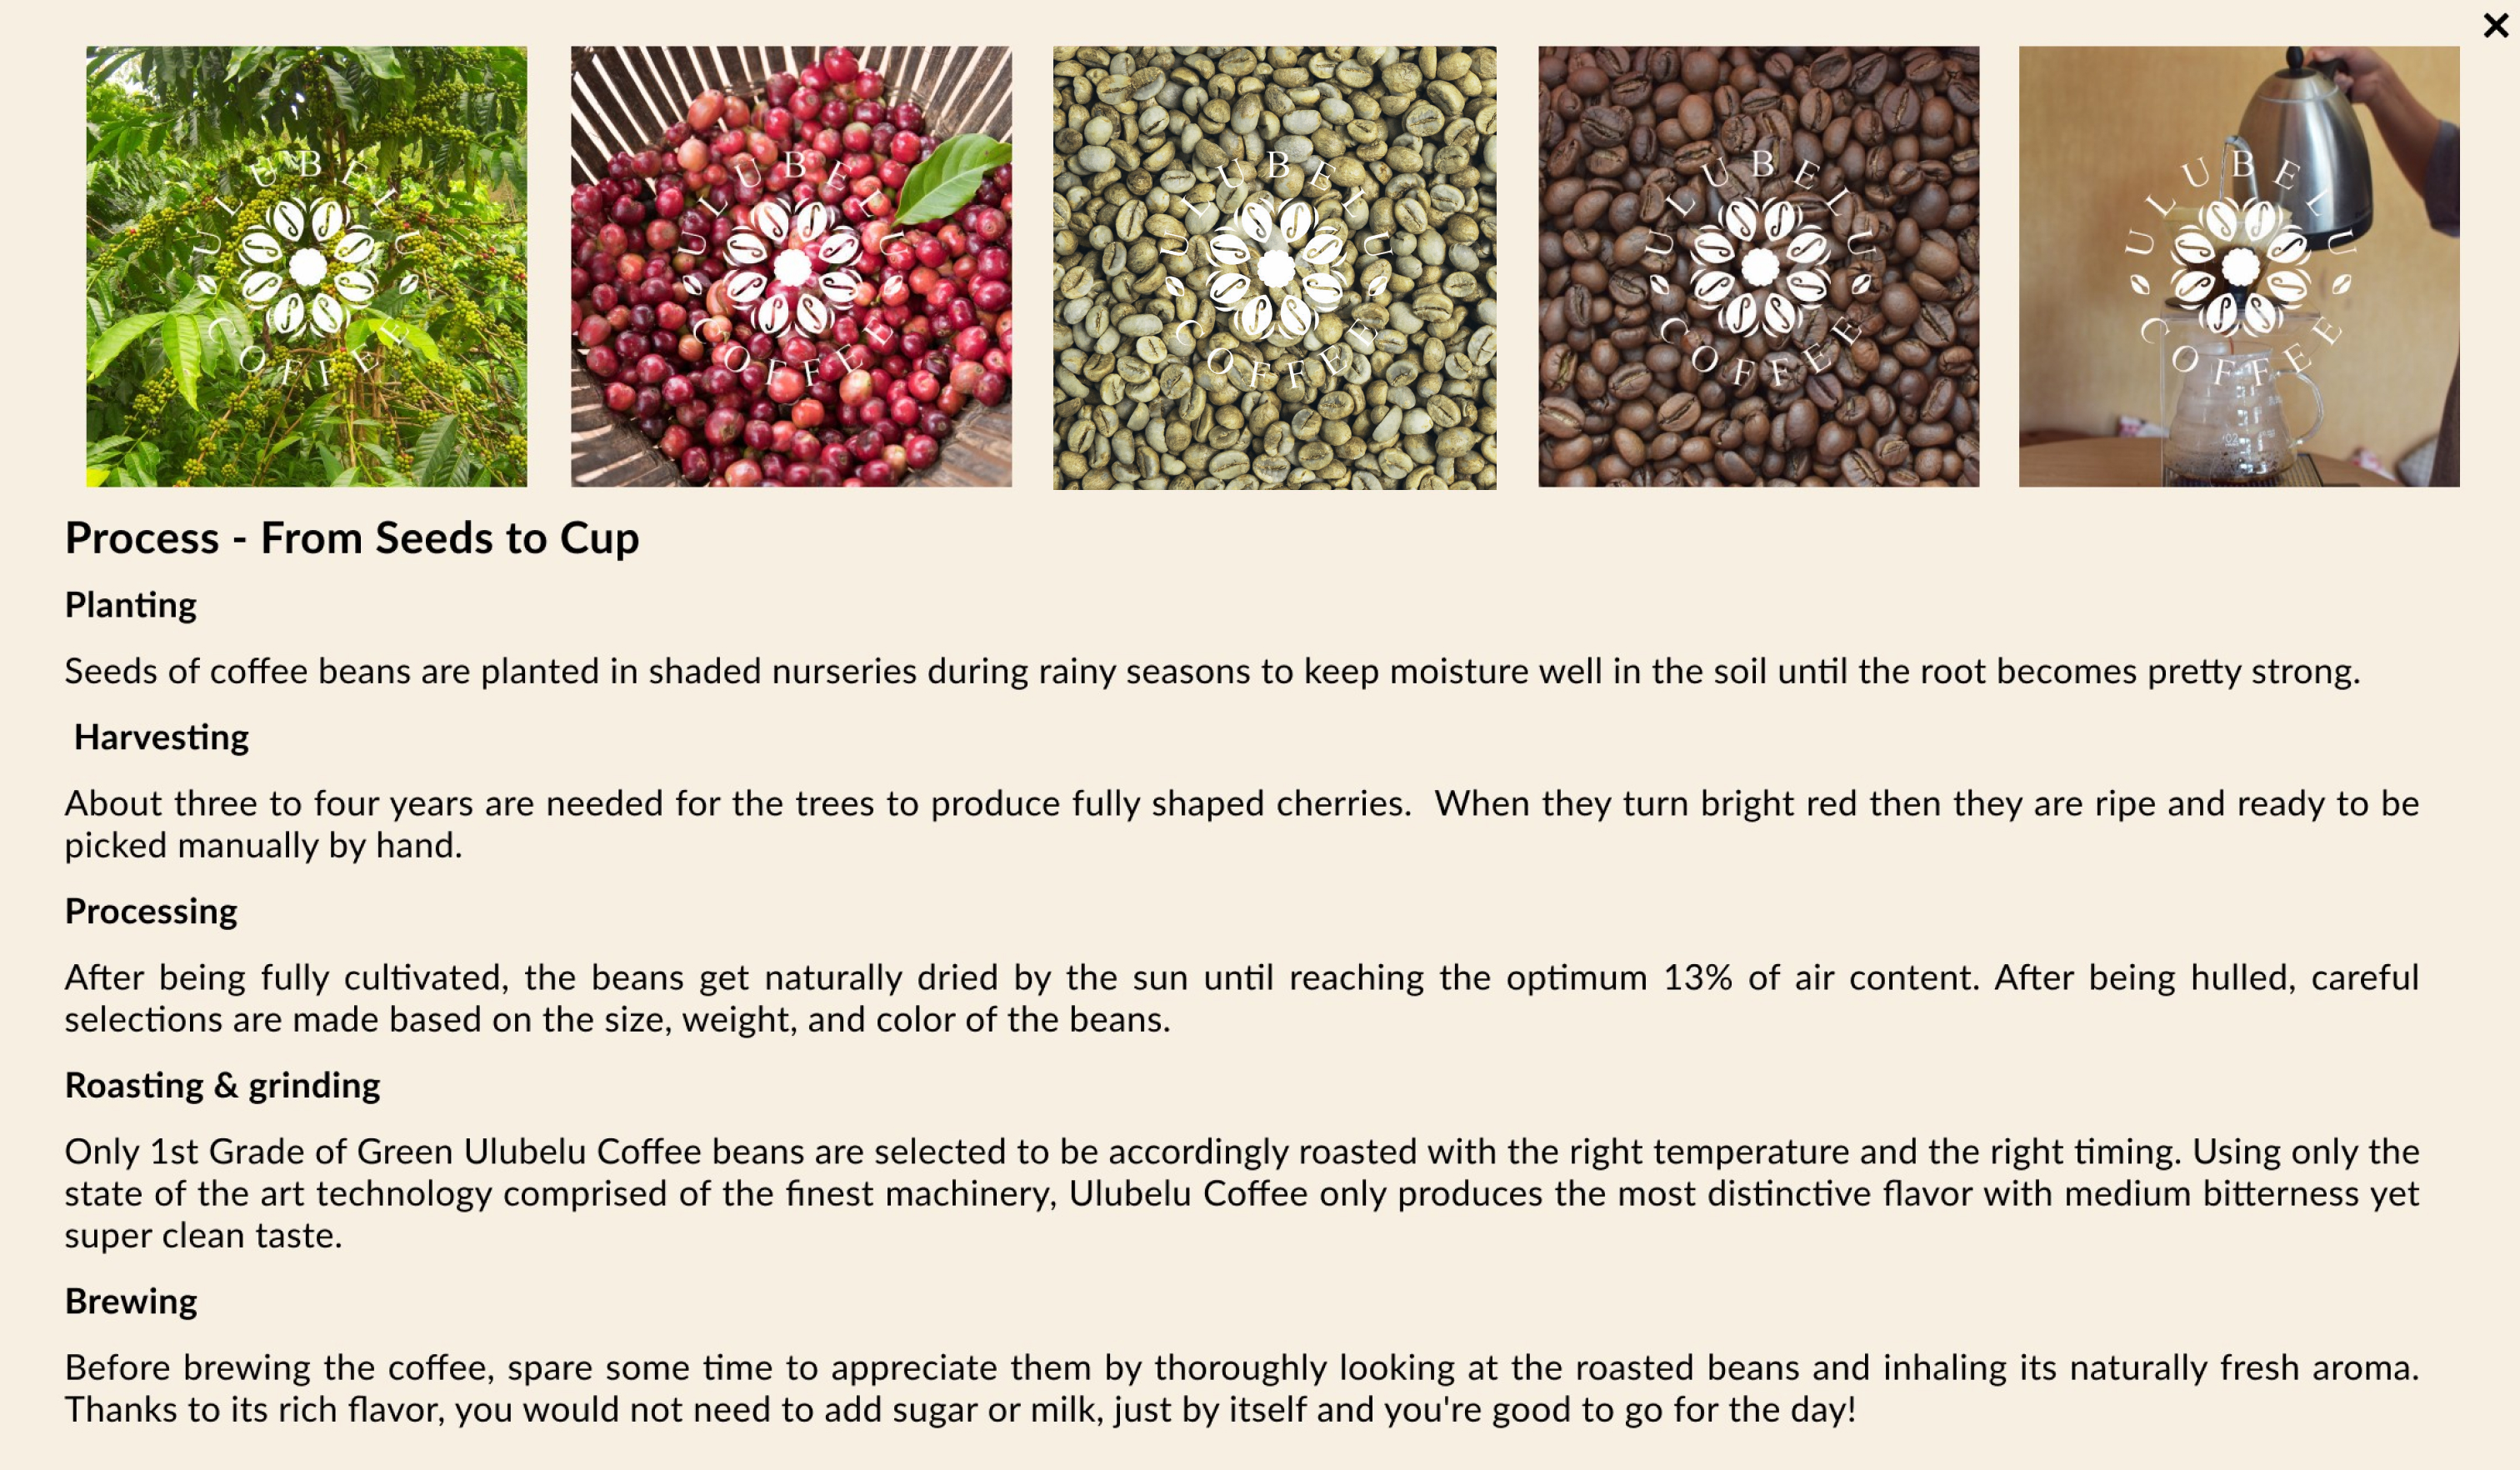 ULUBELU
COFFEE
ULUBELU
COFFEE
ULUBELU
COFFEE
ULUBELU
COFFEE
ULUBELU
COFFEE
02
Process - From Seeds to Cup
Planting
Seeds of coffee beans are planted in shaded nurseries during rainy seasons to keep moisture well in the soil until the root becomes pretty strong.
Harvesting
About three to four years are needed for the trees to produce fully shaped cherries.  When they turn bright red then they are ripe and ready to be
picked manually by hand.
Processing
After being fully cultivated, the beans get naturally dried by the sun until reaching the optimum 13% of air content. After being hulled, careful
selections are made based on the size, weight, and color of the beans.
Roasting & grinding
Only 1st Grade of Green Ulubelu Coffee beans are selected to be accordingly roasted with the right temperature and the right timing. Using only the
state of the art technology comprised of the finest machinery, Ulubelu Coffee only produces the most distinctive flavor with medium bitterness yet
super clean taste.
Brewing
Before brewing the coffee, spare some time to appreciate them by thoroughly looking at the roasted beans and inhaling its naturally fresh aroma.
Thanks to its rich flavor, you would not need to add sugar or milk, just by itself and you're good to go for the day!